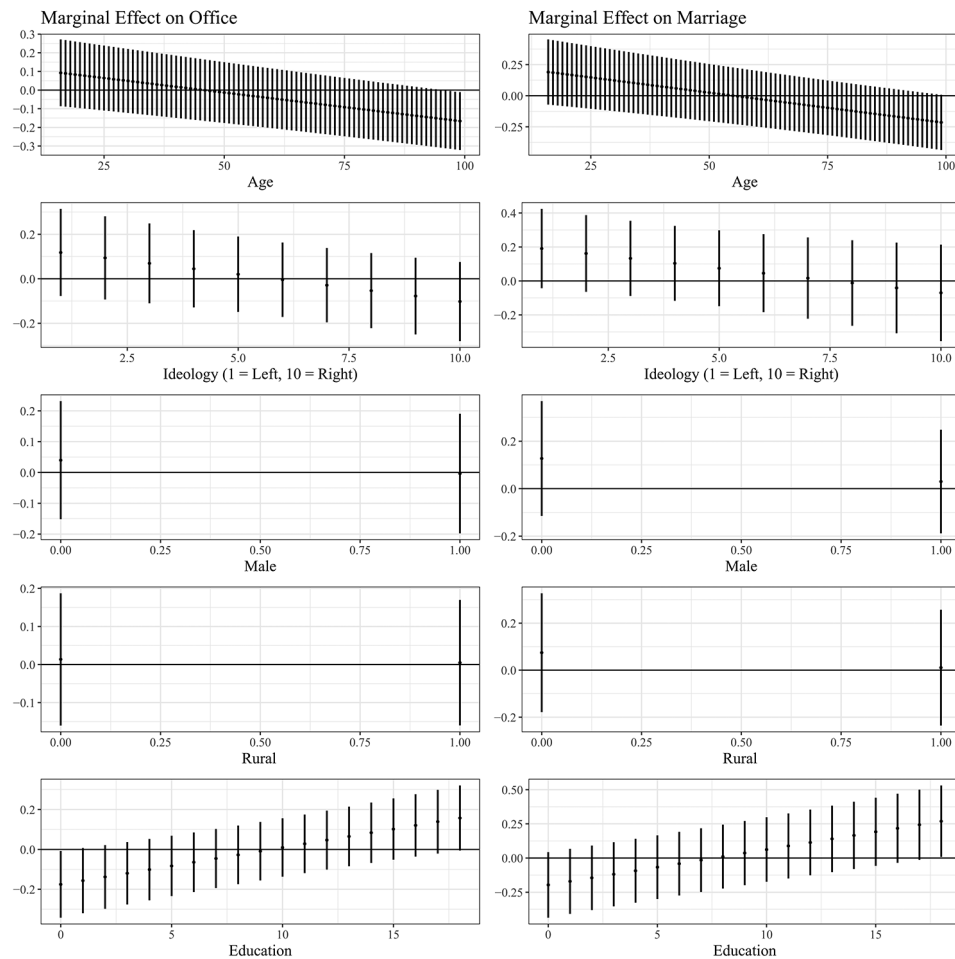 Marginal Effect on Office
0.3
0.2
0.1
0.0
−0.1
−0.2
−0.3
25 50 75 100
Age
Marginal Effect on Marriage
0.25
0.00
−0.25
25 50 75 100
Age
0.2
0.0
−0.2
2.5 5.0 7.5 10.0
Ideology (1 = Left, 10 = Right)
0.4
0.2
0.0
−0.2
2.5 5.0 7.5 10.0
Ideology (1 = Left, 10 = Right)
0.2
0.1
0.0
−0.1
−0.2
0.00 0.25 0.50 0.75 1.00
Male
0.2
0.0
−0.2
0.00 0.25 0.50 0.75 1.00
Male
0.2
0.1
0.0
−0.1
0.00 0.25 0.50 0.75 1.00
Rural
0.2
0.0
−0.2
0.00 0.25 0.50 0.75 1.00
Rural
0.2
0.0
−0.2
0 5 10 15
Education
0.50
0.25
0.00
−0.25
0 5 10 15
Education